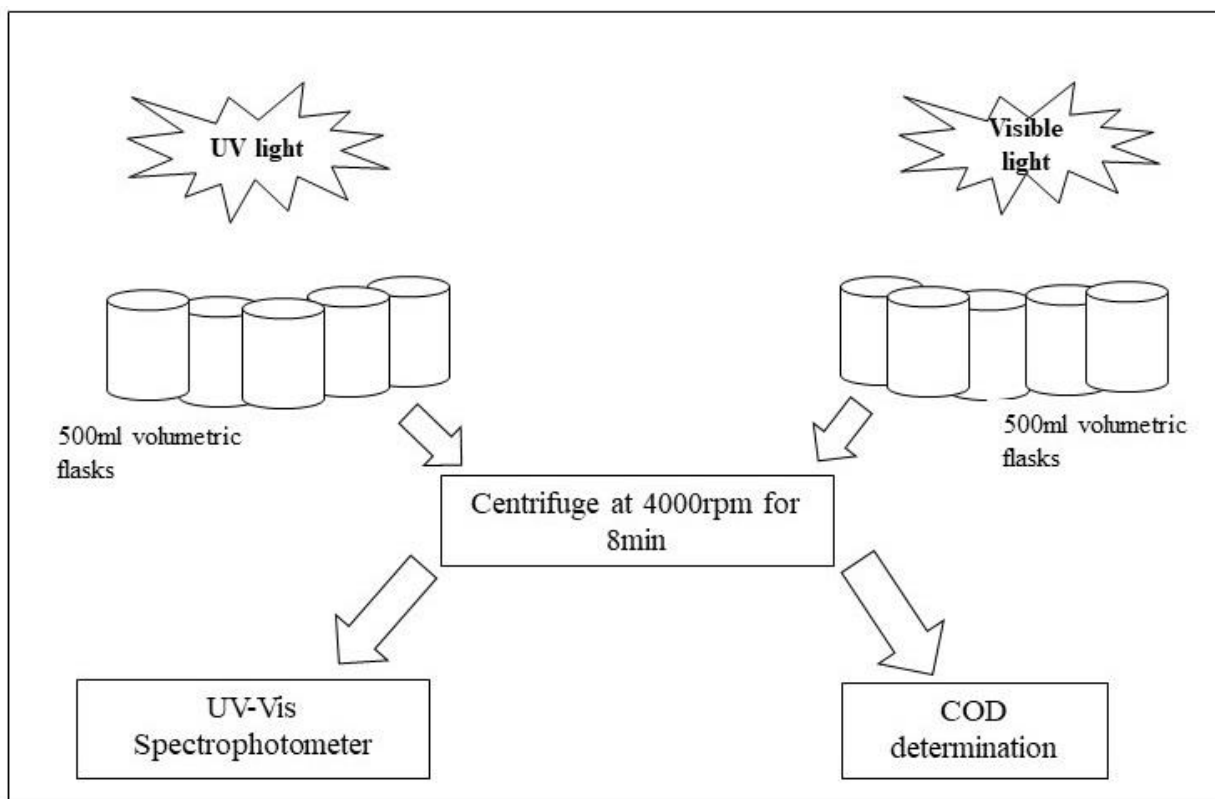 UV light
Visible
light
500ml volumetric
flasks
500ml volumetric
flasks
Centrifuge at 4000rpm for
8min
UV-Vis
Spectrophotometer
COD
determination